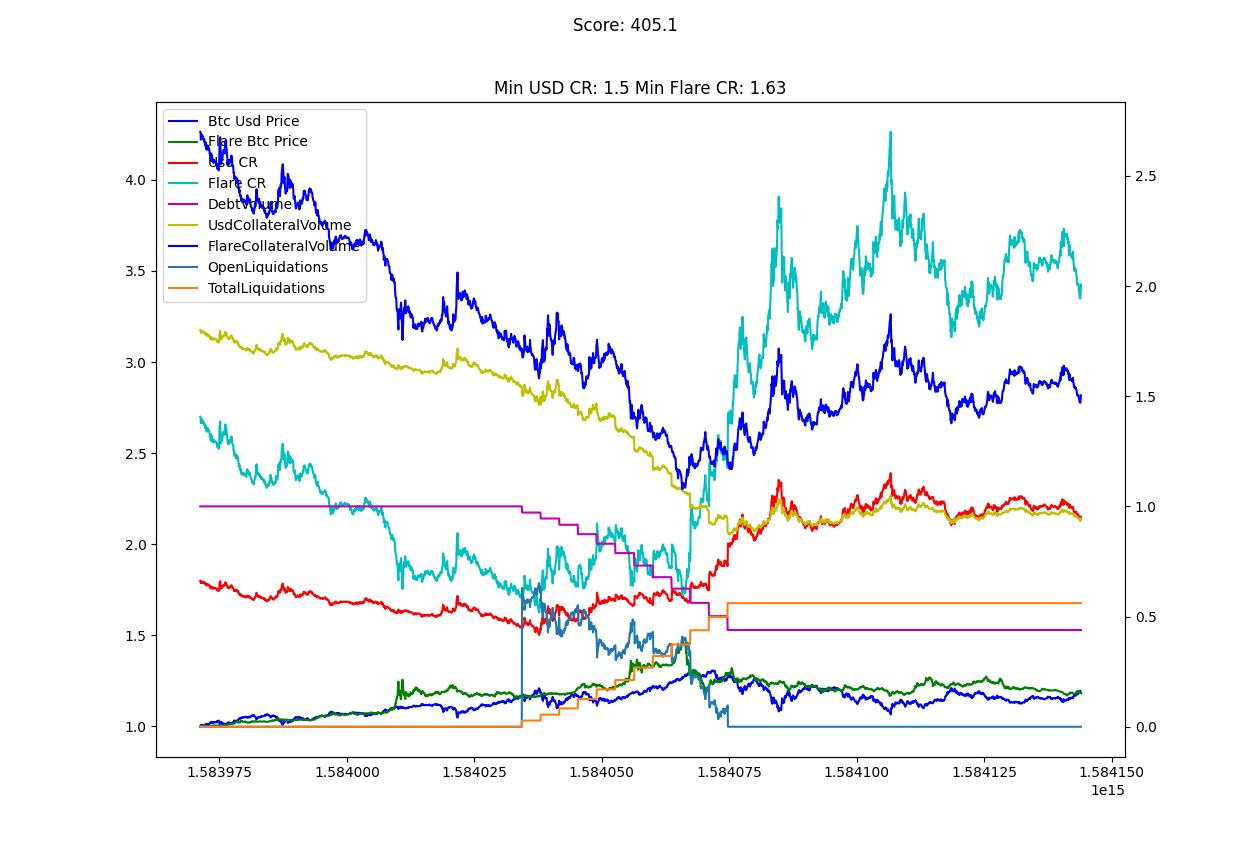 Score: 405.1
Min USD CR: 1.5 Min Flare CR: 1.63
Btc Usd Price
Flare Btc Price
Usd CR
Flare CR
DebtVolume
UsdCollateralVolume
FlareCollateralVolume
OpenLiquidations
TotalLiquidations
4.0
3.5
3.0
2.5
2.0
1.5
1.0
2.5
2.0
1.5
1.0
0.5
0.0
1.583975 1.584000 1.584025 1.584050 1.584075 1.584100 1.584125 1.584150
1e15